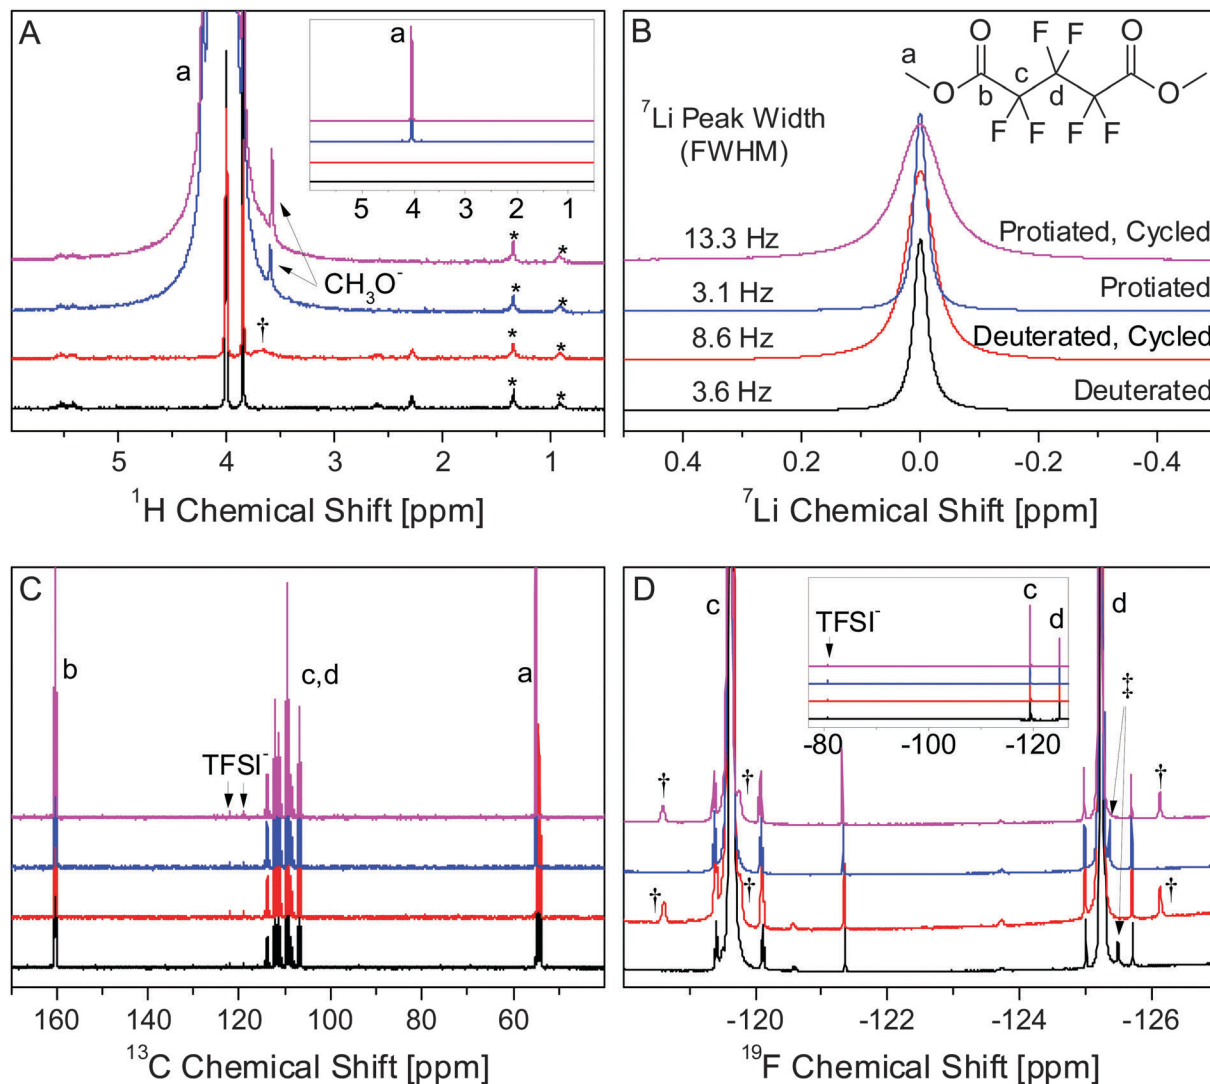 A
a
a
5 4 3 2 1
CH₃O⁻
†
* *
* *
* *
* *
5 4 3 2 1
¹H Chemical Shift [ppm]
B
O F F O
a c
O b d O
F F F F
⁷Li Peak Width
(FWHM)
13.3 Hz Protiated, Cycled
3.1 Hz Protiated
8.6 Hz Deuterated, Cycled
3.6 Hz Deuterated
0.4 0.2 0.0 -0.2 -0.4
⁷Li Chemical Shift [ppm]
C
b
c,d
a
TFSI⁻
160 120 100 60
¹³C Chemical Shift [ppm]
D
c
d
c
d
TFSI⁻
-80 -100 -120
‡
† † †
† † †
-120 -122 -124 -126
¹⁹F Chemical Shift [ppm]